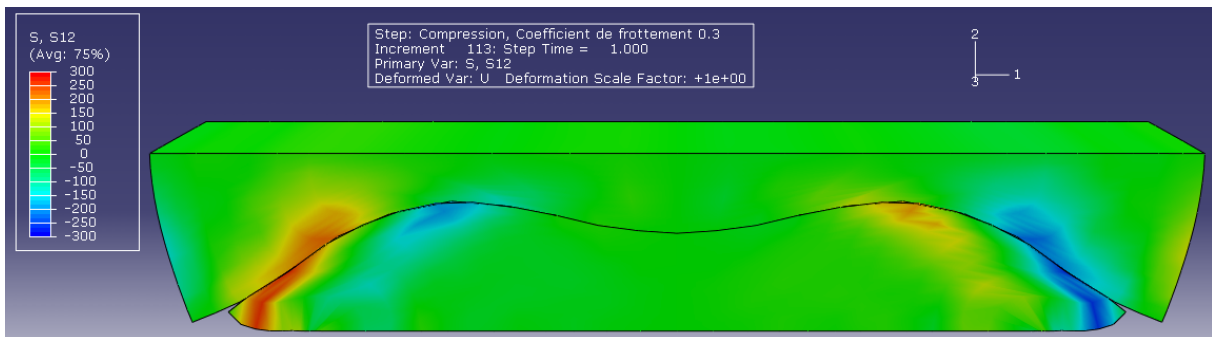 S, S12
(Avg: 75%)
300
250
200
150
100
50
0
-50
-100
-150
-200
-250
-300
Step: Compression, Coefficient de frottement 0.3
Increment 113: Step Time = 1.000
Primary Var: S, S12
Deformed Var: U Deformation Scale Factor: +1e+00
2
1
3